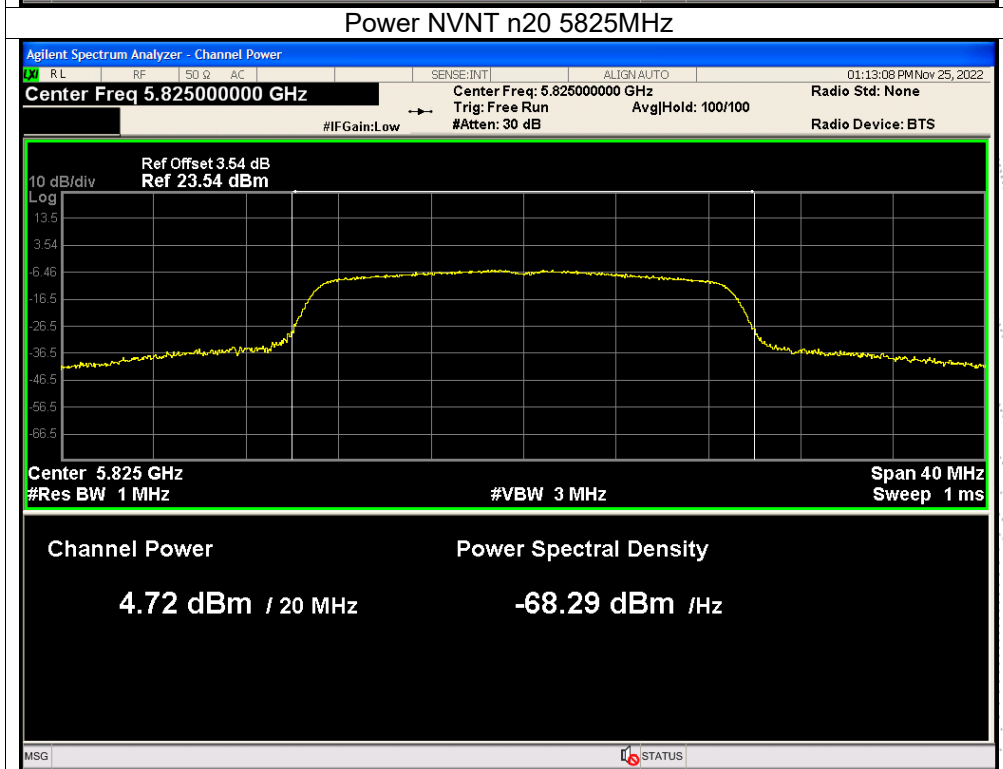 Power NVNT n20 5825MHz
Agilent Spectrum Analyzer - Channel Power
LXI RL RF 50 Ω AC SENSE:INT ALIGNAUTO 01:13:08 PMNov 25, 2022
Center Freq 5.825000000 GHz Center Freq: 5.825000000 GHz Radio Std: None
Trig: Free Run Avg|Hold: 100/100
#IFGain:Low #Atten: 30 dB Radio Device: BTS
Ref Offset 3.54 dB
10 dB/div Ref 23.54 dBm
Log
13.5
3.54
-6.46
-16.5
-26.5
-36.5
-46.5
-56.5
-66.5
Center 5.825 GHz Span 40 MHz
#Res BW 1 MHz #VBW 3 MHz Sweep 1 ms
Channel Power Power Spectral Density
4.72 dBm / 20 MHz -68.29 dBm /Hz
MSG STATUS